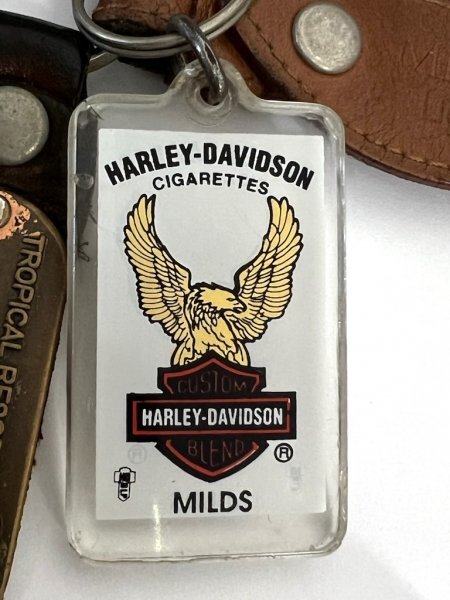 HARLEY-DAVIDSON
CIGARETTES
CUSTOM
HARLEY-DAVIDSON
BLEND
®
MILDS
TROPICAL